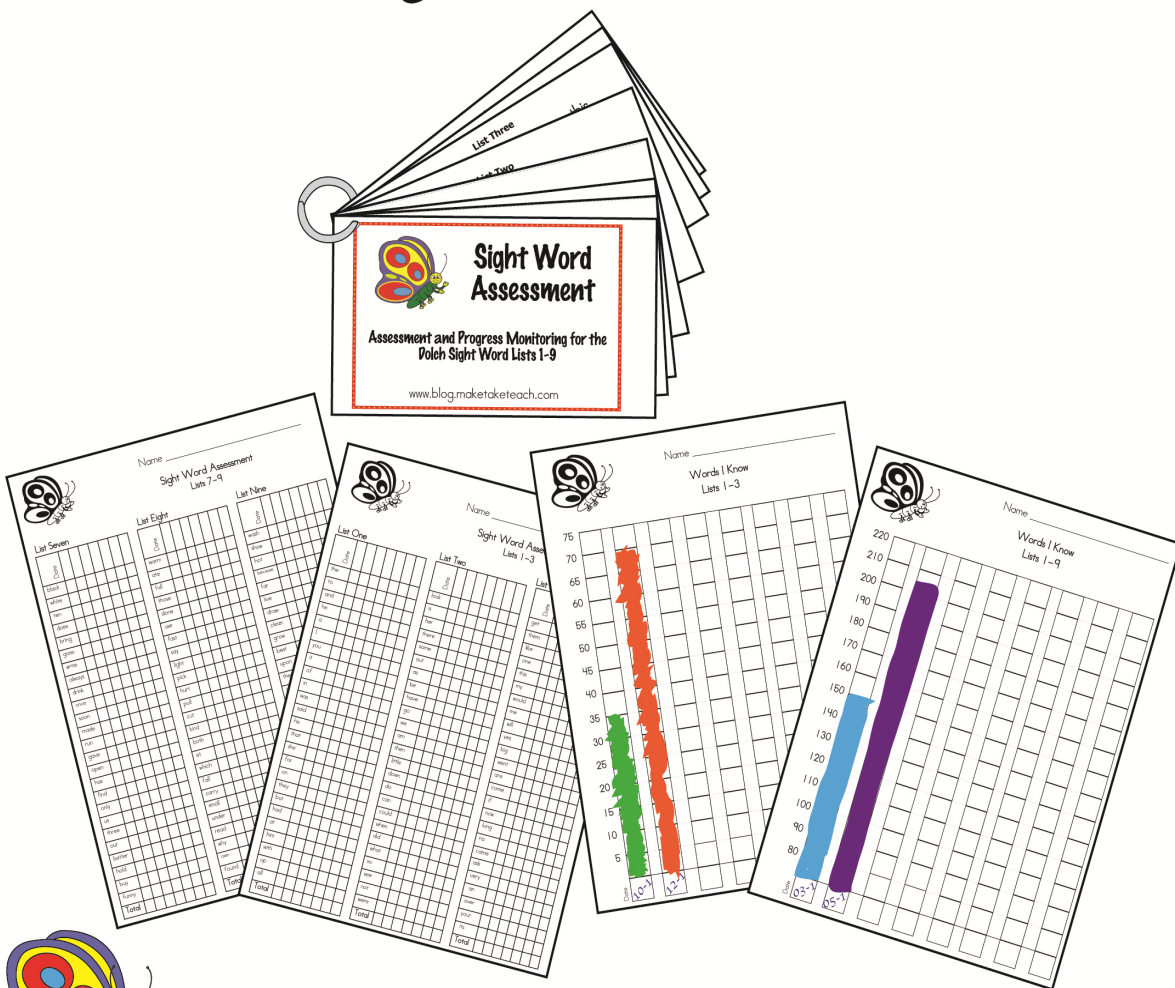 this
List Three
List Two
Sight Word
Assessment
Assessment and Progress Monitoring for the
Dolch Sight Word Lists 1-9
www.blog.maketaketeach.com
Name
Sight Word Assessment
Lists 7-9
List Seven
Date
black
white
ten
does
bring
goes
write
always
drink
once
soon
made
run
gave
open
has
find
only
us
three
our
better
hold
buy
funny
Total
List Eight
Date
warm
ate
full
those
done
use
fast
say
light
pick
hurt
pull
cut
kind
both
sit
which
fall
carry
small
under
read
why
own
found
Total
List Nine
Date
wash
show
hot
because
far
live
draw
clean
grow
best
upon
Name
Sight Word Asse
Lists 1-3
List One
Date
the
to
and
he
a
I
you
it
of
in
was
said
his
that
she
for
on
they
but
had
at
him
with
up
all
Total
List Two
Date
look
is
her
there
some
out
as
be
have
go
we
am
then
little
down
do
can
could
when
did
what
so
see
not
were
Total
List
Date
get
them
like
one
this
my
would
me
will
yes
big
went
are
come
if
now
long
no
came
ask
very
an
over
your
its
Total
Name
Words I Know
Lists 1-3
75
70
65
60
55
50
45
40
35
30
25
20
15
10
5
Date
10-1
12-1
Name
Words I Know
Lists 1-9
220
210
200
190
180
170
160
150
140
130
120
110
100
90
80
Date
03-1
05-1